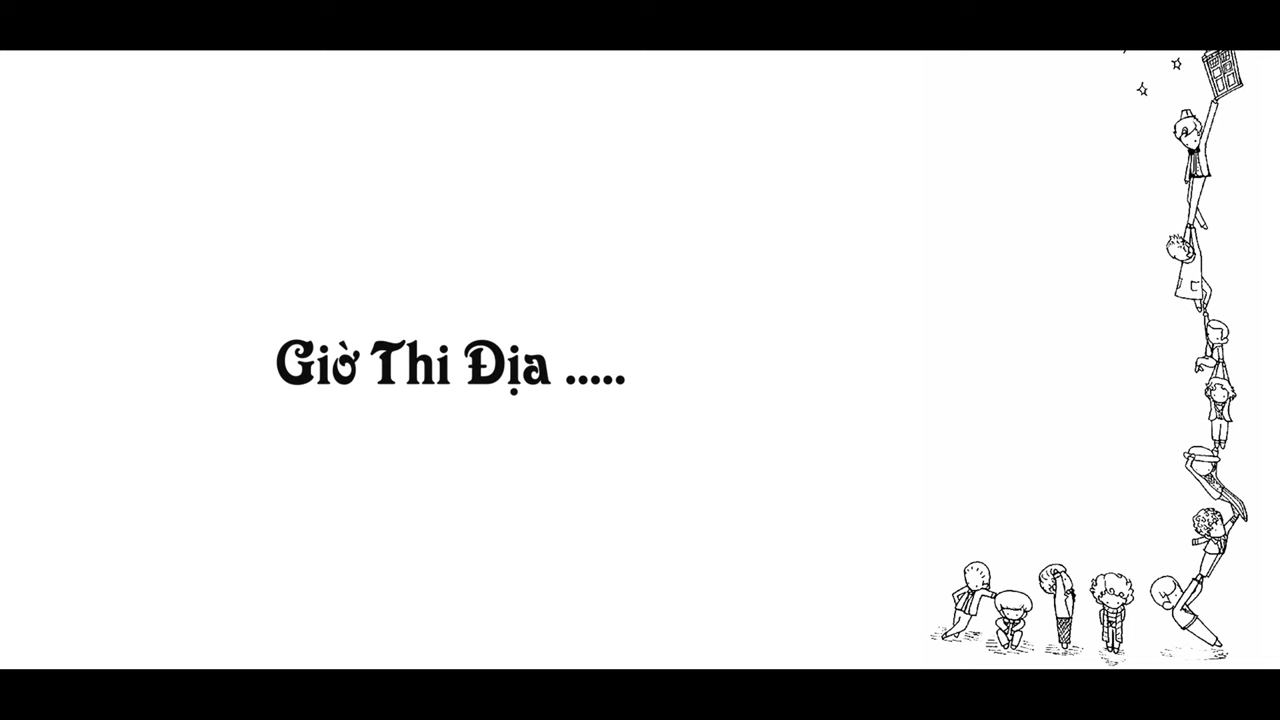 Giờ Thi Địa .....